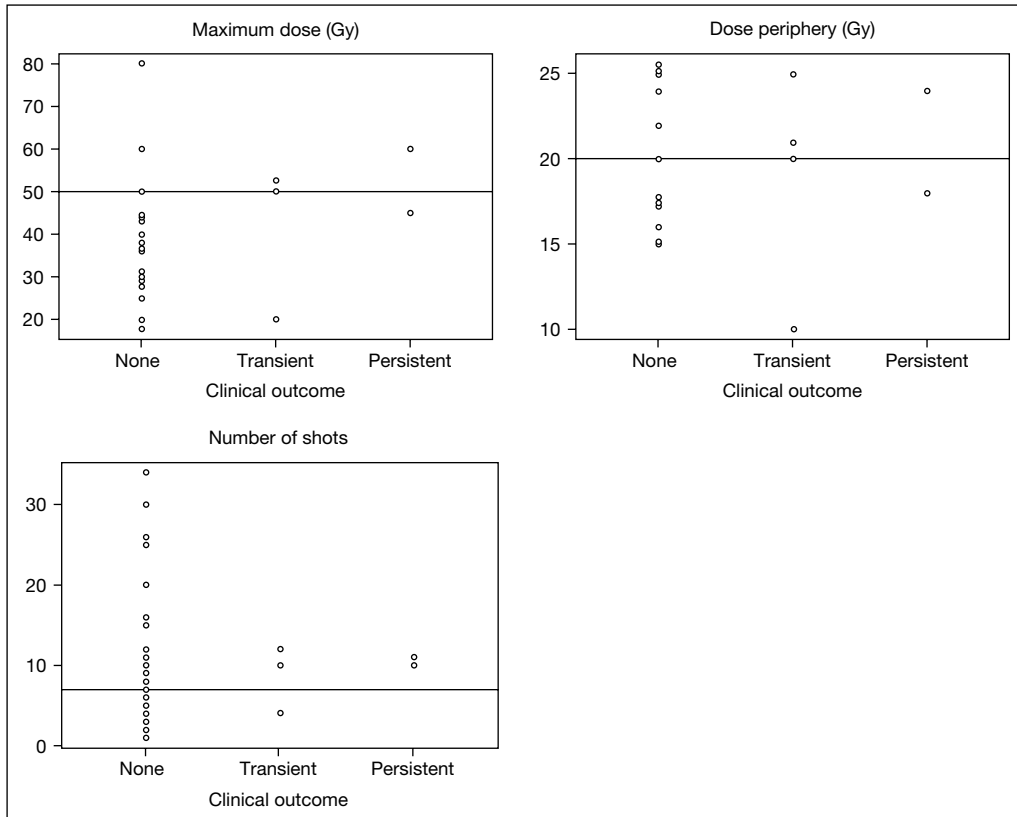 Maximum dose (Gy)
80
70
60
50
40
30
20
None Transient Persistent
Clinical outcome
Dose periphery (Gy)
25
20
15
10
None Transient Persistent
Clinical outcome
Number of shots
30
20
10
0
None Transient Persistent
Clinical outcome